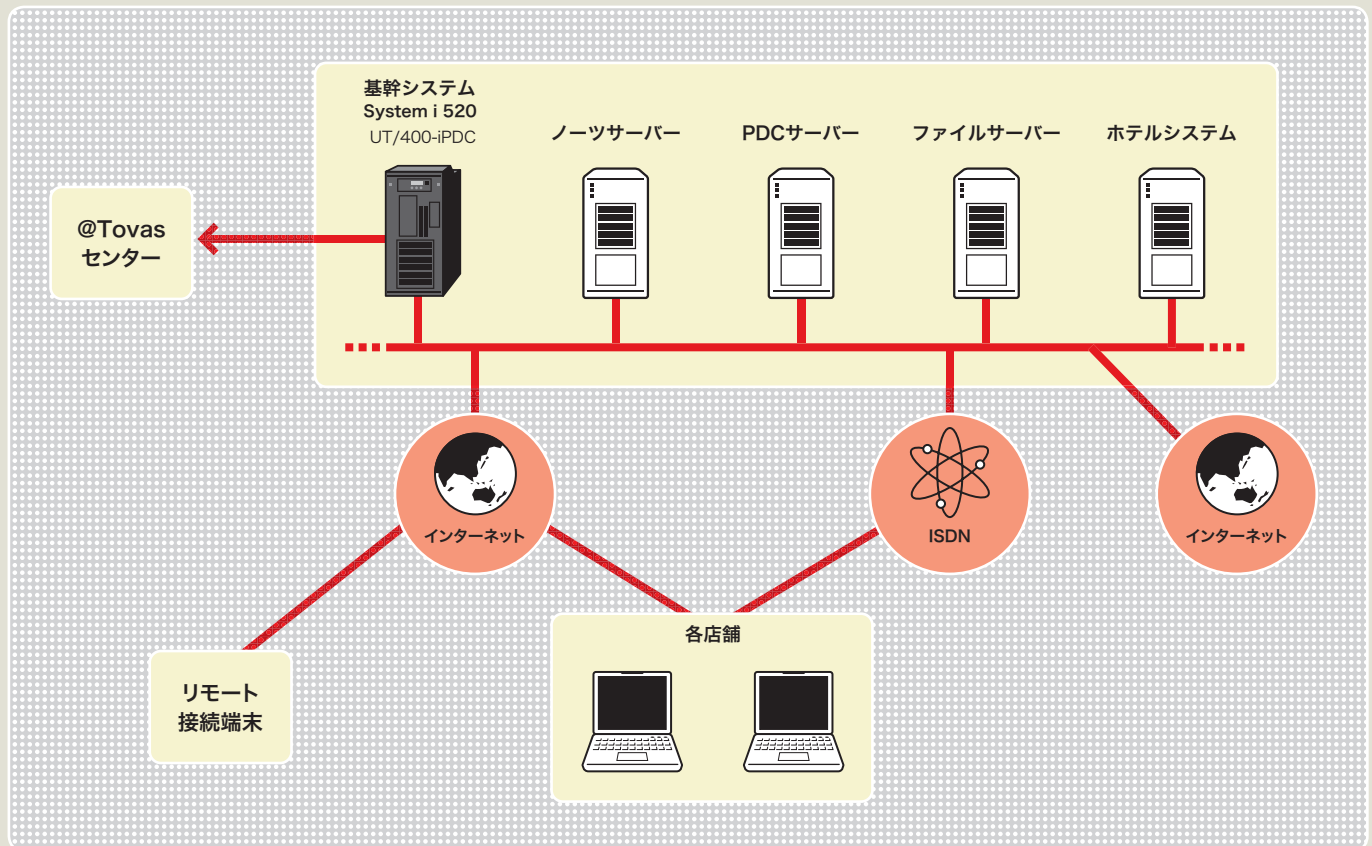 基幹システム
System i 520
UT/400-iPDC
ノーツサーバー
PDCサーバー
ファイルサーバー
ホテルシステム
@Tovas
センター
インターネット
ISDN
インターネット
各店舗
リモート
接続端末